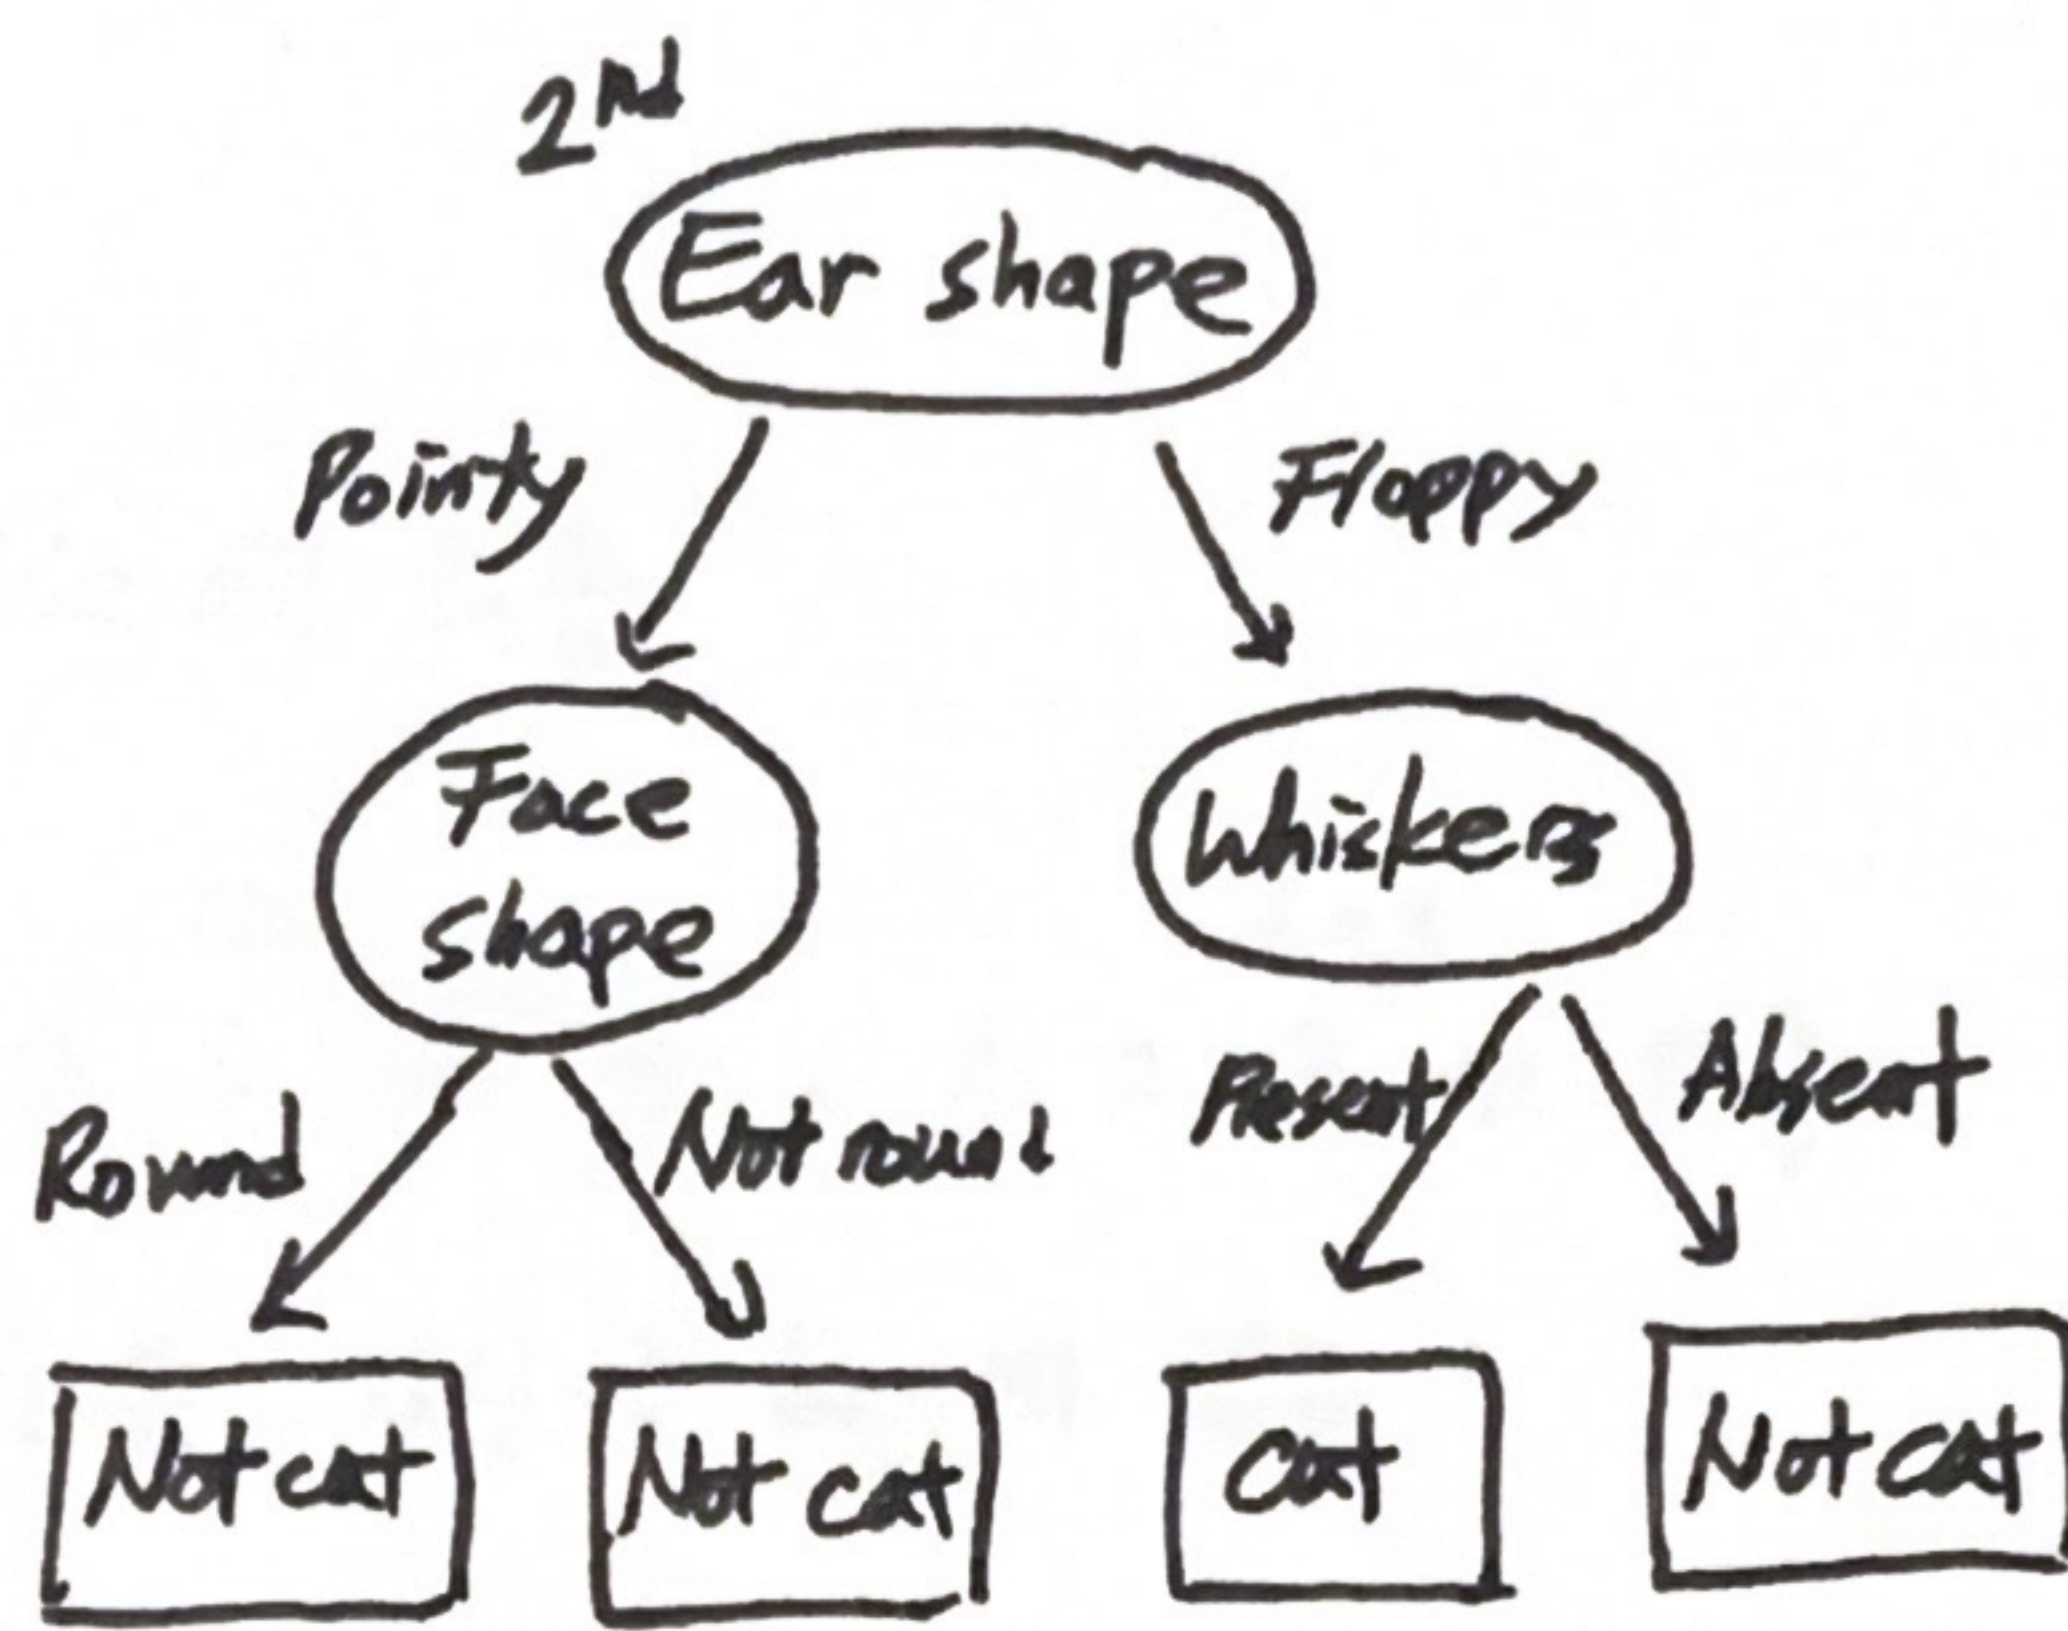 2nd
Ear shape
Pointy
Floppy
Face
shape
Whiskers
Round
Not round
Present
Absent
Not cat
Not cat
Cat
Not cat